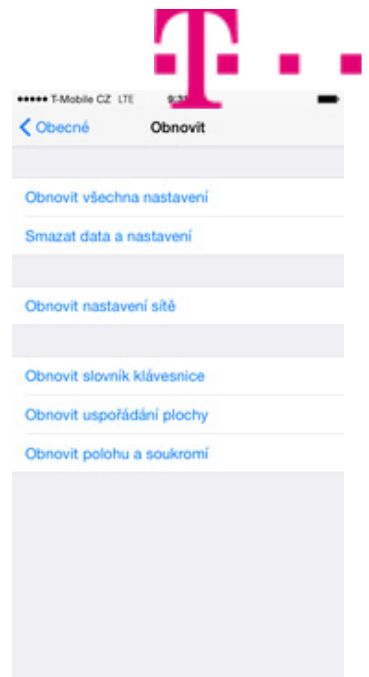 T
T-Mobile CZ LTE
Obecné Obnovit
Obnovit všechna nastavení
Smazat data a nastavení
Obnovit nastavení sítě
Obnovit slovník klávesnice
Obnovit uspořádání plochy
Obnovit polohu a soukromí